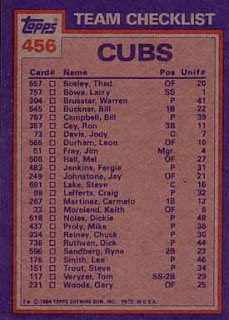 Topps
TEAM CHECKLIST
456
CUBS
Card# Name Pos Unif#
657 Bosley, Thad OF 20
757 Bowa, Larry SS 1
304 Brusstar, Warren P 41
545 Buckner, Bill 1B 22
787 Campbell, Bill P 39
357 Cey, Ron 3B 11
73 Davis, Jody C 7
565 Durham, Leon OF 10
51 Frey, Jim Mgr. 4
508 Hall, Mel OF 27
483 Jenkins, Fergie P 31
249 Johnstone, Jay OF 21
691 Lake, Steve C 16
Lefferts, Craig P 32
267 Martinez, Carmelo 1B 12
23 Moreland, Keith OF 6
618 Noles, Dickie P 48
437 Proly, Mike P 36
Rainey, Chuck P 30
736 Ruthven, Dick P 44
596 Sandberg, Ryne 2B 23
176 Smith, Lee P 46
151 Trout, Steve P 34
117 Veryzer, Tom SS-2B 29
231 Woods, Gary OF 25
© 1984 TOPPS CHEWING GUM, INC. PRTD. IN U.S.A.